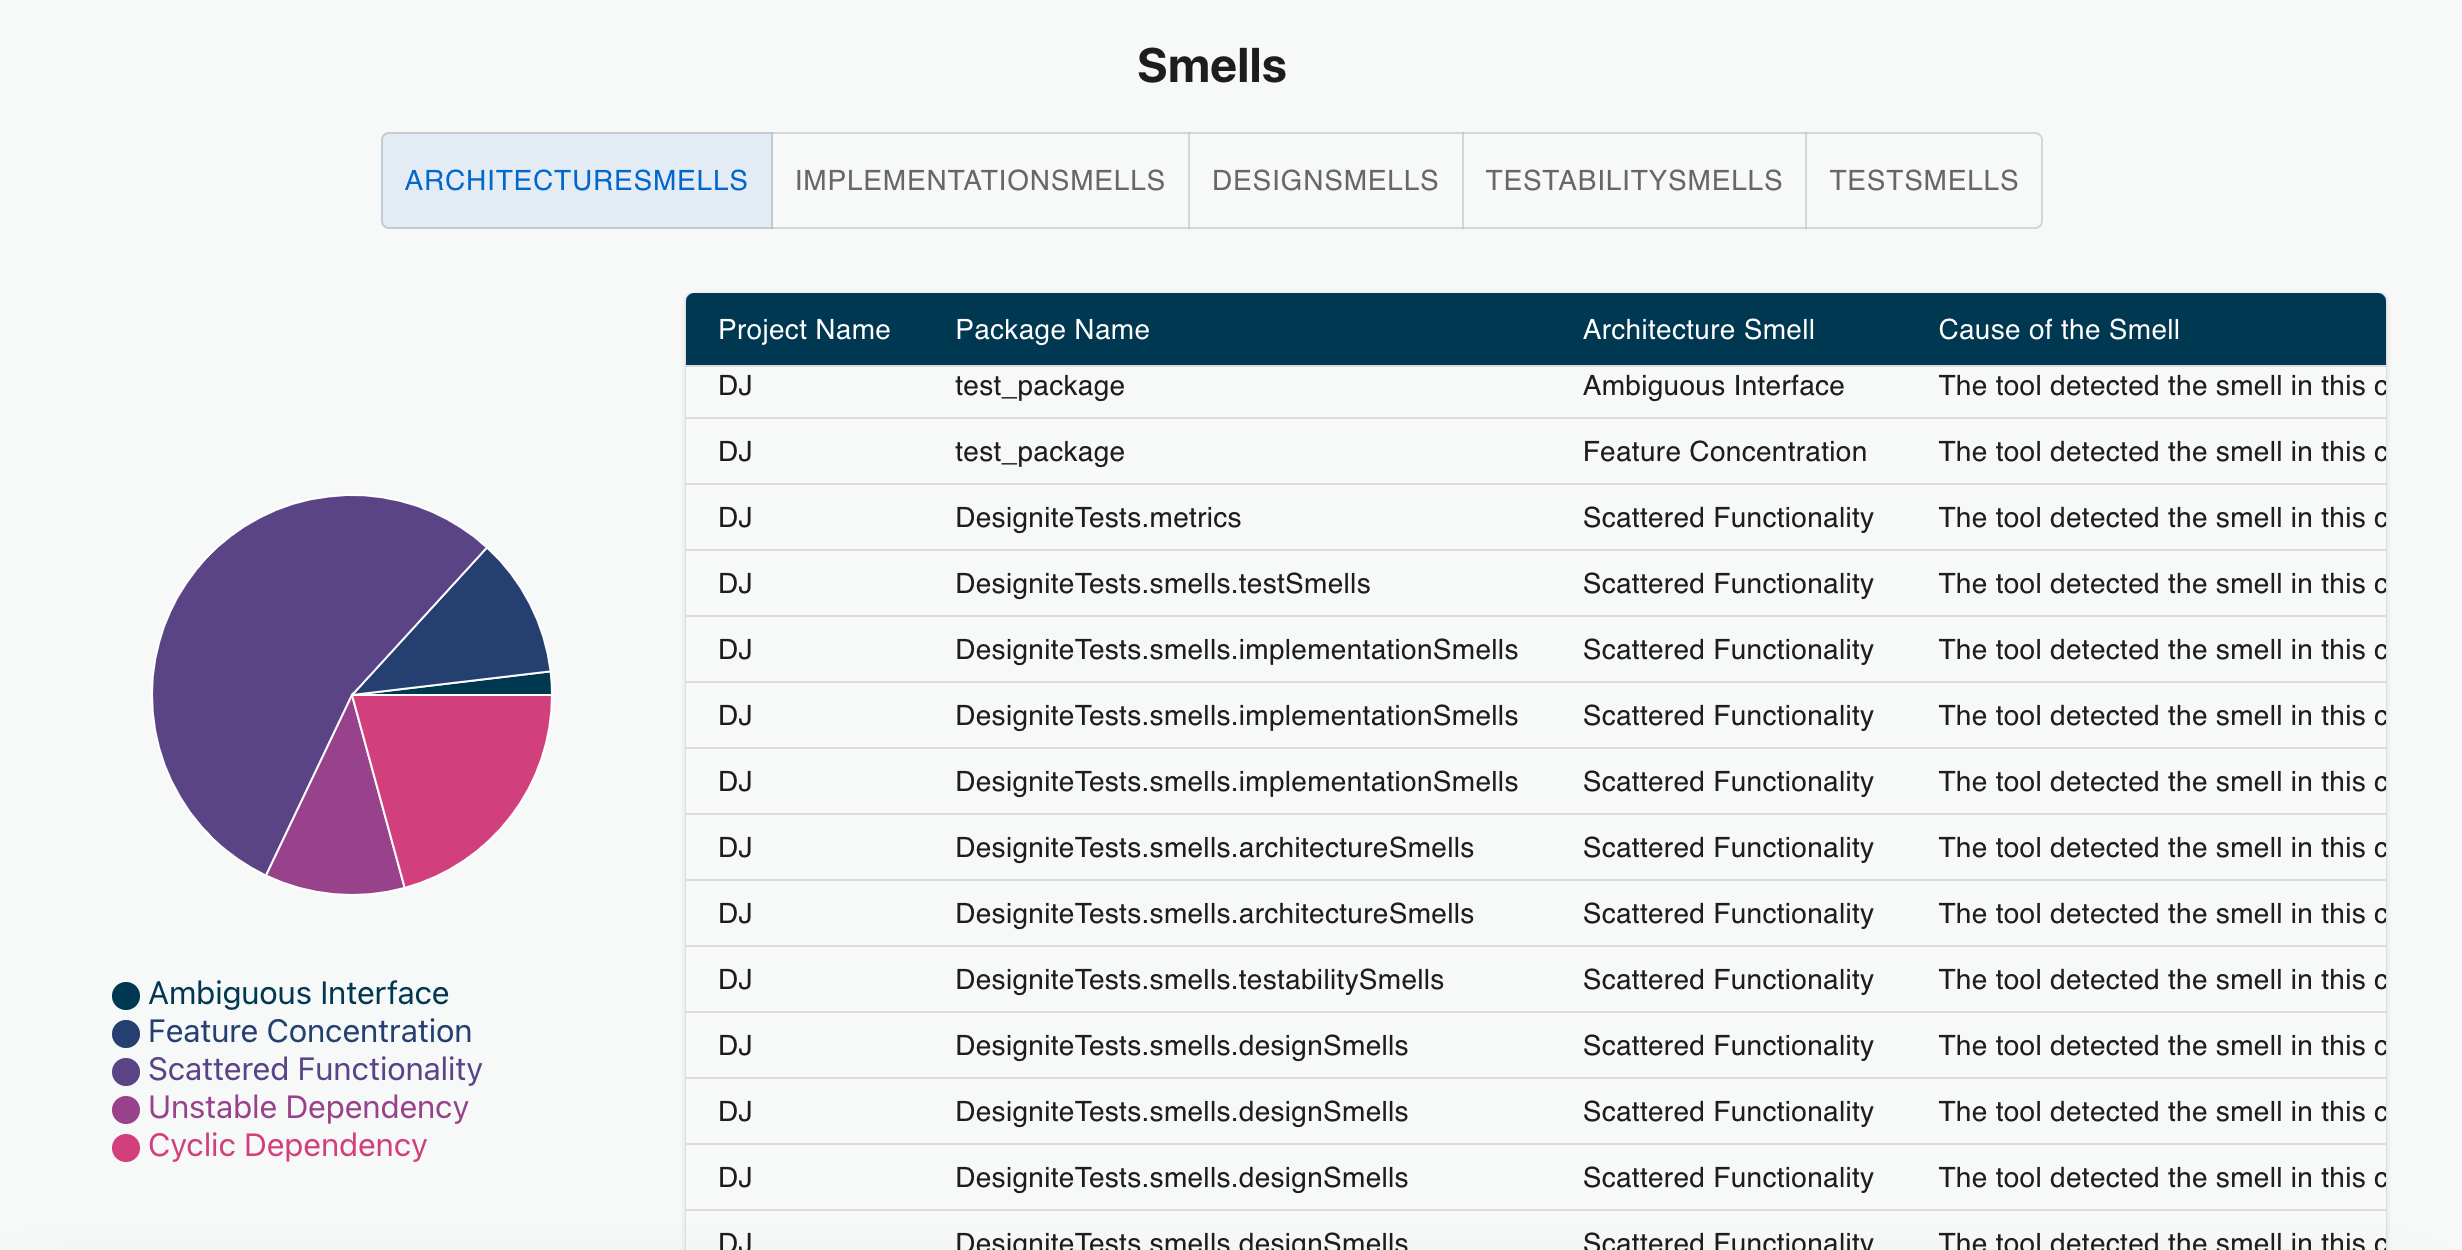 Smells
ARCHITECTURESMELLS IMPLEMENTATIONSMELLS DESIGNSMELLS TESTABILITYSMELLS TESTSMELLS
Project Name Package Name Architecture Smell Cause of the Smell
DJ test_package Ambiguous Interface The tool detected the smell in this c
DJ test_package Feature Concentration The tool detected the smell in this c
DJ DesigniteTests.metrics Scattered Functionality The tool detected the smell in this c
DJ DesigniteTests.smells.testSmells Scattered Functionality The tool detected the smell in this c
DJ DesigniteTests.smells.implementationSmells Scattered Functionality The tool detected the smell in this c
DJ DesigniteTests.smells.implementationSmells Scattered Functionality The tool detected the smell in this c
DJ DesigniteTests.smells.implementationSmells Scattered Functionality The tool detected the smell in this c
DJ DesigniteTests.smells.architectureSmells Scattered Functionality The tool detected the smell in this c
DJ DesigniteTests.smells.architectureSmells Scattered Functionality The tool detected the smell in this c
DJ DesigniteTests.smells.testabilitySmells Scattered Functionality The tool detected the smell in this c
DJ DesigniteTests.smells.designSmells Scattered Functionality The tool detected the smell in this c
DJ DesigniteTests.smells.designSmells Scattered Functionality The tool detected the smell in this c
DJ DesigniteTests.smells.designSmells Scattered Functionality The tool detected the smell in this c
DJ DesigniteTests.smells.designSmells Scattered Functionality The tool detected the smell in this c
Ambiguous Interface
Feature Concentration
Scattered Functionality
Unstable Dependency
Cyclic Dependency